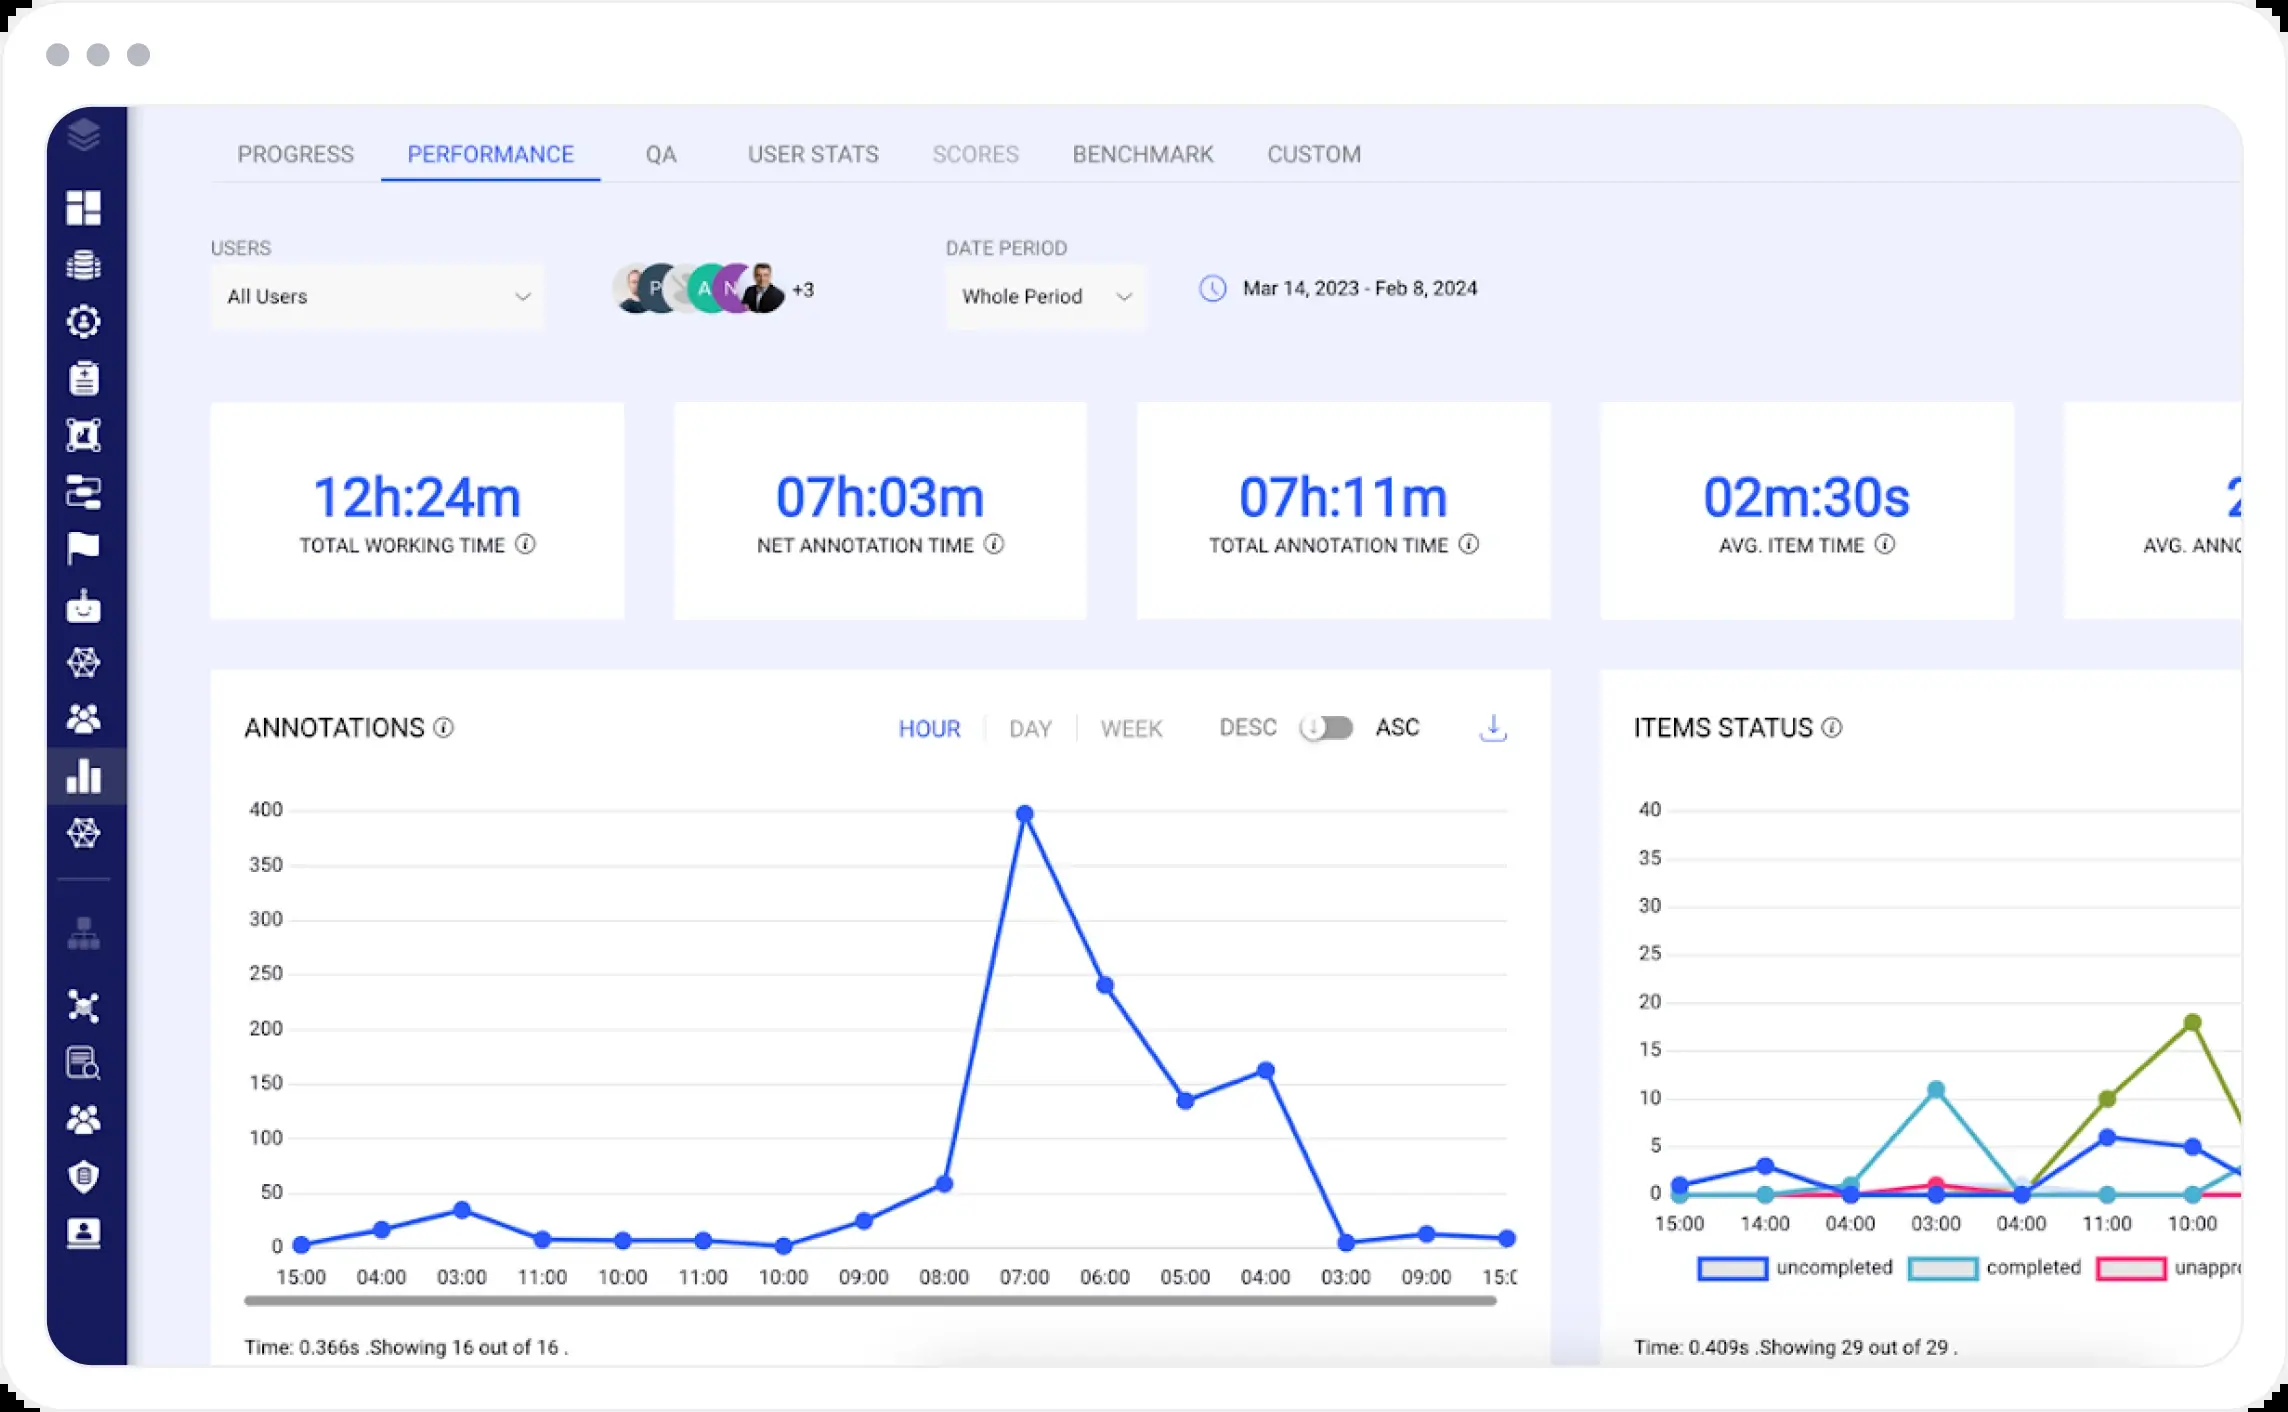 PROGRESS PERFORMANCE QA USER STATS SCORES BENCHMARK CUSTOM
USERS DATE PERIOD
All Users P A N +3 Whole Period Mar 14, 2023 - Feb 8, 2024
12h:24m 07h:03m 07h:11m 02m:30s
TOTAL WORKING TIME NET ANNOTATION TIME TOTAL ANNOTATION TIME AVG. ITEM TIME AVG.
ANNOTATIONS HOUR DAY WEEK DESC ASC
400
350
300
250
200
150
100
50
0
15:00 04:00 03:00 11:00 10:00 11:00 10:00 09:00 08:00 07:00 06:00 05:00 04:00 03:00 09:00
Time: 0.366s .Showing 16 out of 16 .
ITEMS STATUS
40
35
30
25
20
15
10
5
0
15:00 14:00 04:00 03:00 04:00 11:00 10:00
uncompleted completed
Time: 0.409s .Showing 29 out of 29 .